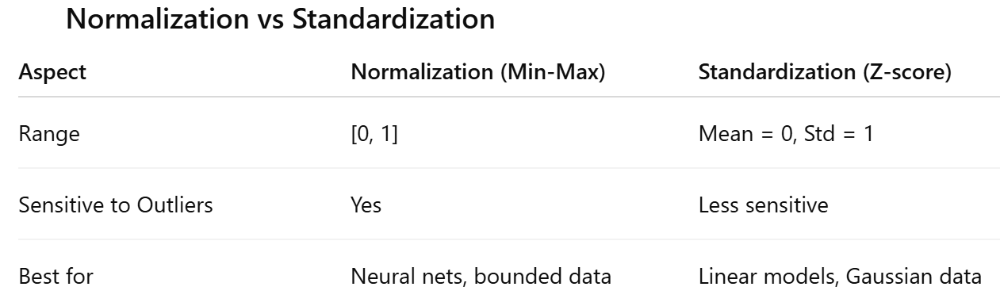 Normalization vs Standardization
Aspect Normalization (Min-Max) Standardization (Z-score)
Range [0, 1] Mean = 0, Std = 1
Sensitive to Outliers Yes Less sensitive
Best for Neural nets, bounded data Linear models, Gaussian data